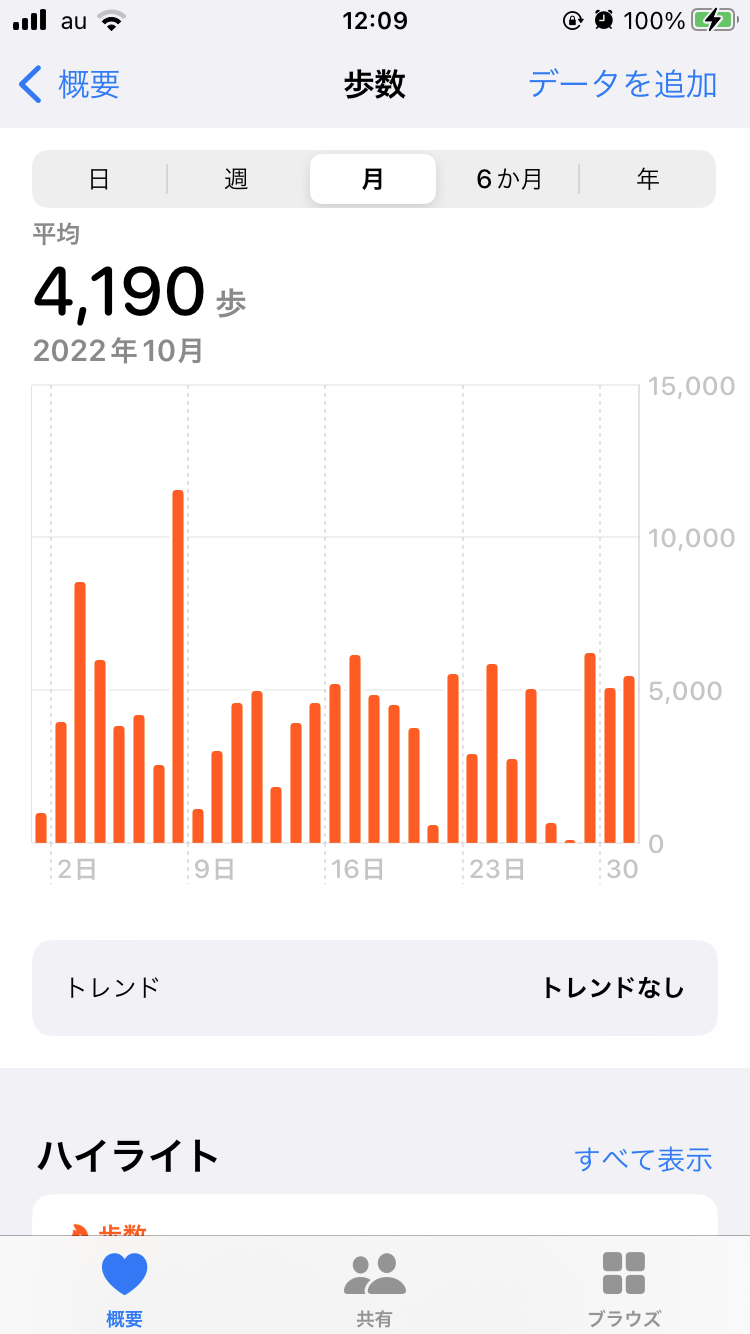 au 12:09 100%
概要 歩数 データを追加
日 週 月 6か月 年
平均
4,190 歩
2022年10月
15,000
10,000
5,000
0
2日 9日 16日 23日 30
トレンド トレンドなし
ハイライト すべて表示
歩数
概要 共有 ブラウズ